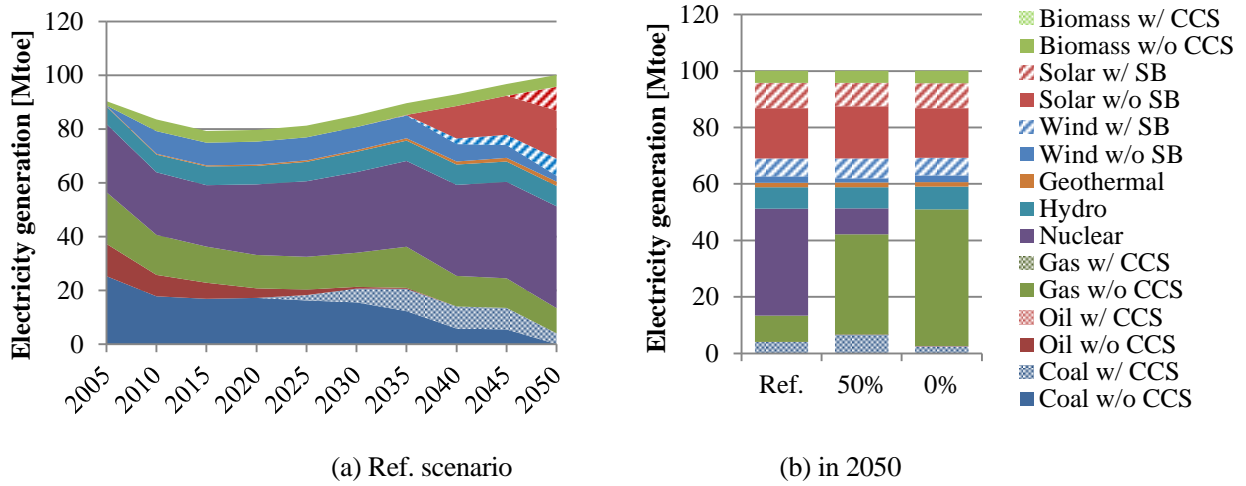 Electricity generation [Mtoe]
120
100
80
60
40
20
0
2005
2010
2015
2020
2025
2030
2035
2040
2045
2050
(a) Ref. scenario
Electricity generation [Mtoe]
120
100
80
60
40
20
0
Ref.
50%
0%
(b) in 2050
Biomass w/ CCS
Biomass w/o CCS
Solar w/ SB
Solar w/o SB
Wind w/ SB
Wind w/o SB
Geothermal
Hydro
Nuclear
Gas w/ CCS
Gas w/o CCS
Oil w/ CCS
Oil w/o CCS
Coal w/ CCS
Coal w/o CCS